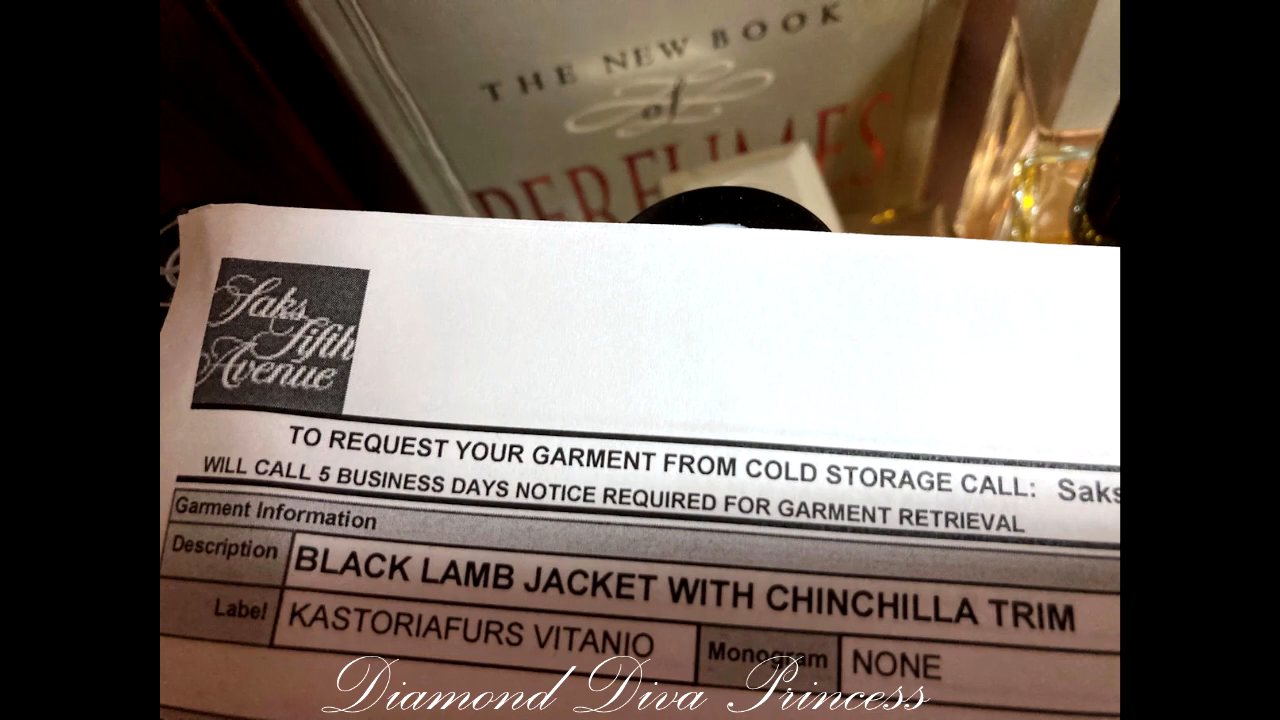 THE NEW BOOK
of
PERFUMES
Saks
Fifth
Avenue
TO REQUEST YOUR GARMENT FROM COLD STORAGE CALL: Saks
WILL CALL 5 BUSINESS DAYS NOTICE REQUIRED FOR GARMENT RETRIEVAL
Garment Information
Description BLACK LAMB JACKET WITH CHINCHILLA TRIM
Label KASTORIAFURS VITANIO Monogram NONE
Diamond Diva Princess